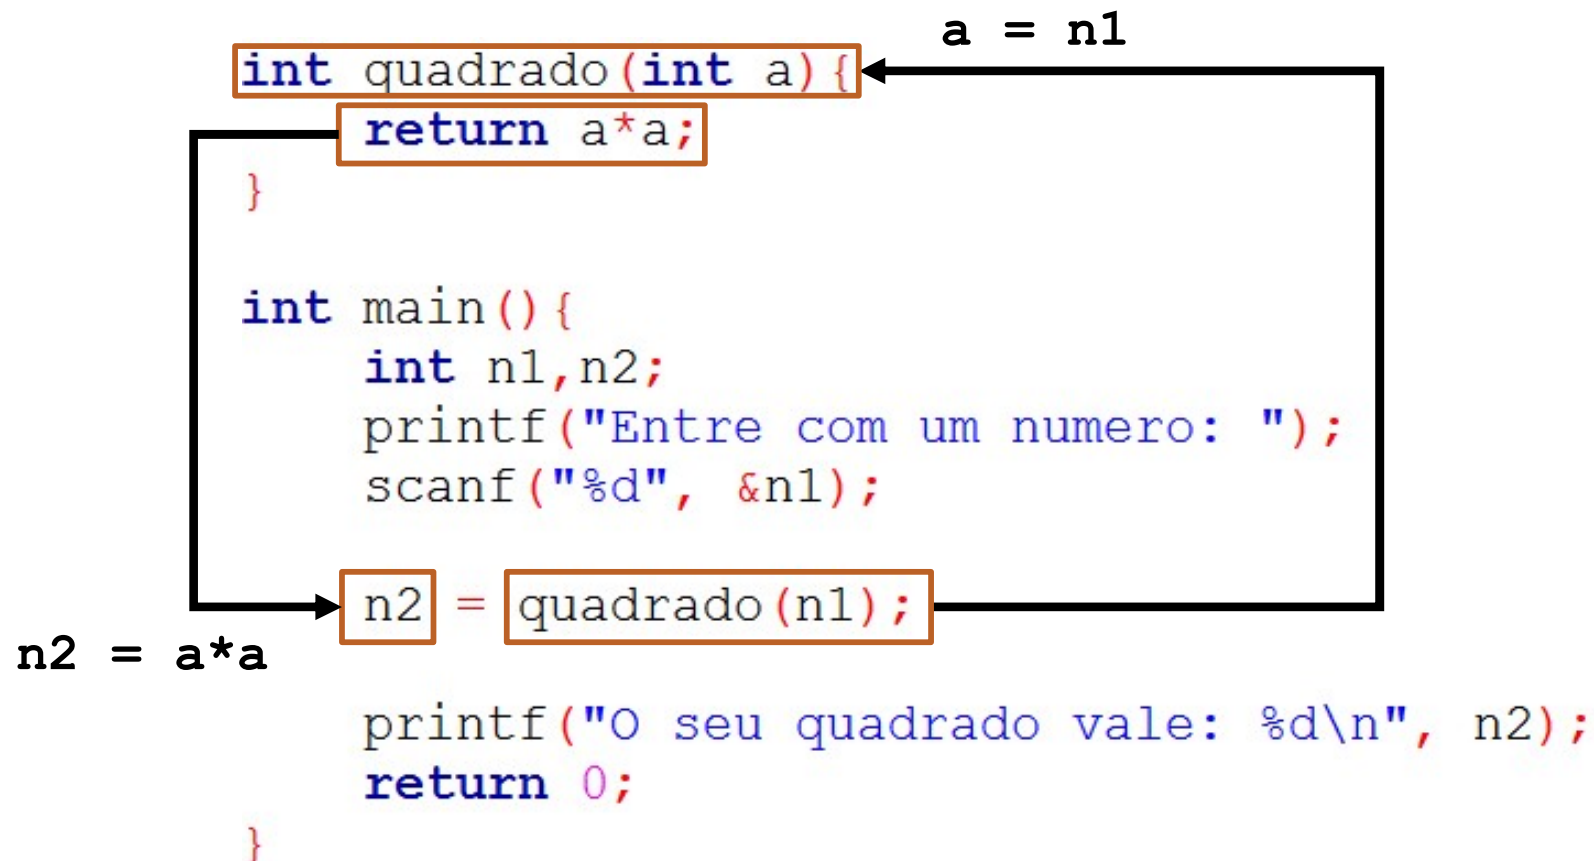 a = n1
int quadrado(int a){
return a*a;
}
int main(){
int n1,n2;
printf("Entre com um numero: ");
scanf("%d", &n1);
n2 = quadrado(n1);
n2 = a*a
printf("O seu quadrado vale: %d\n", n2);
return 0;
}